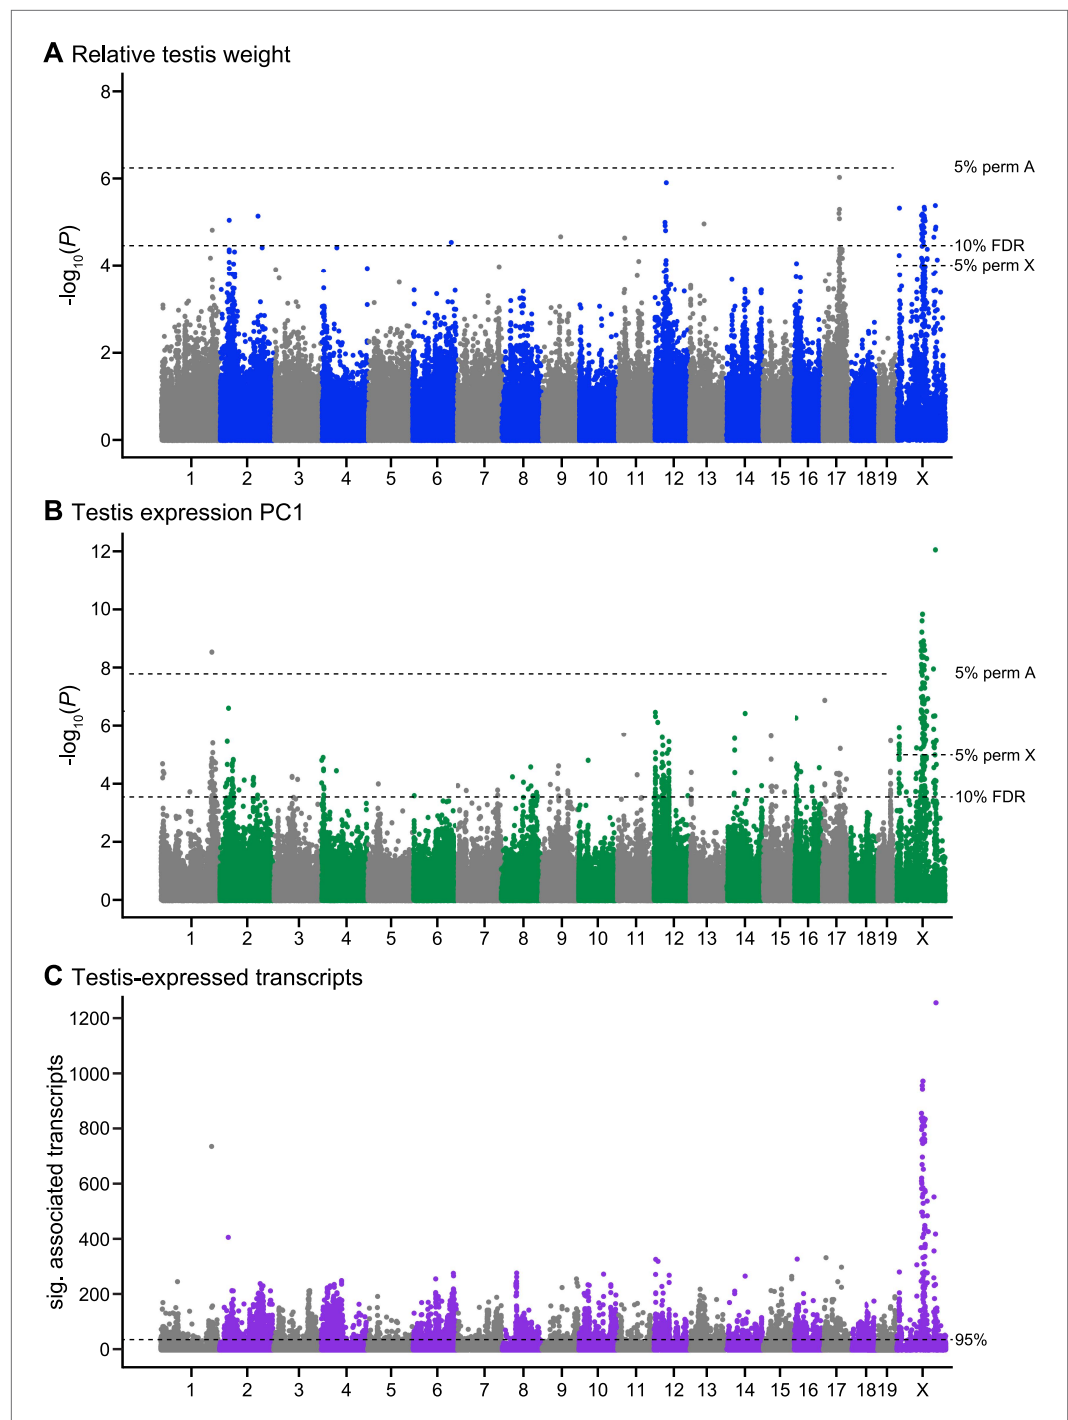 A Relative testis weight
8
6
4
2
0
-log10(P)
5% perm A
10% FDR
5% perm X
1 2 3 4 5 6 7 8 9 10 11 12 13 14 15 16 17 18 19 X
B Testis expression PC1
12
10
8
6
4
2
0
-log10(P)
5% perm A
5% perm X
10% FDR
1 2 3 4 5 6 7 8 9 10 11 12 13 14 15 16 17 18 19 X
C Testis-expressed transcripts
1200
1000
800
600
400
200
0
sig. associated transcripts
95%
1 2 3 4 5 6 7 8 9 10 11 12 13 14 15 16 17 18 19 X